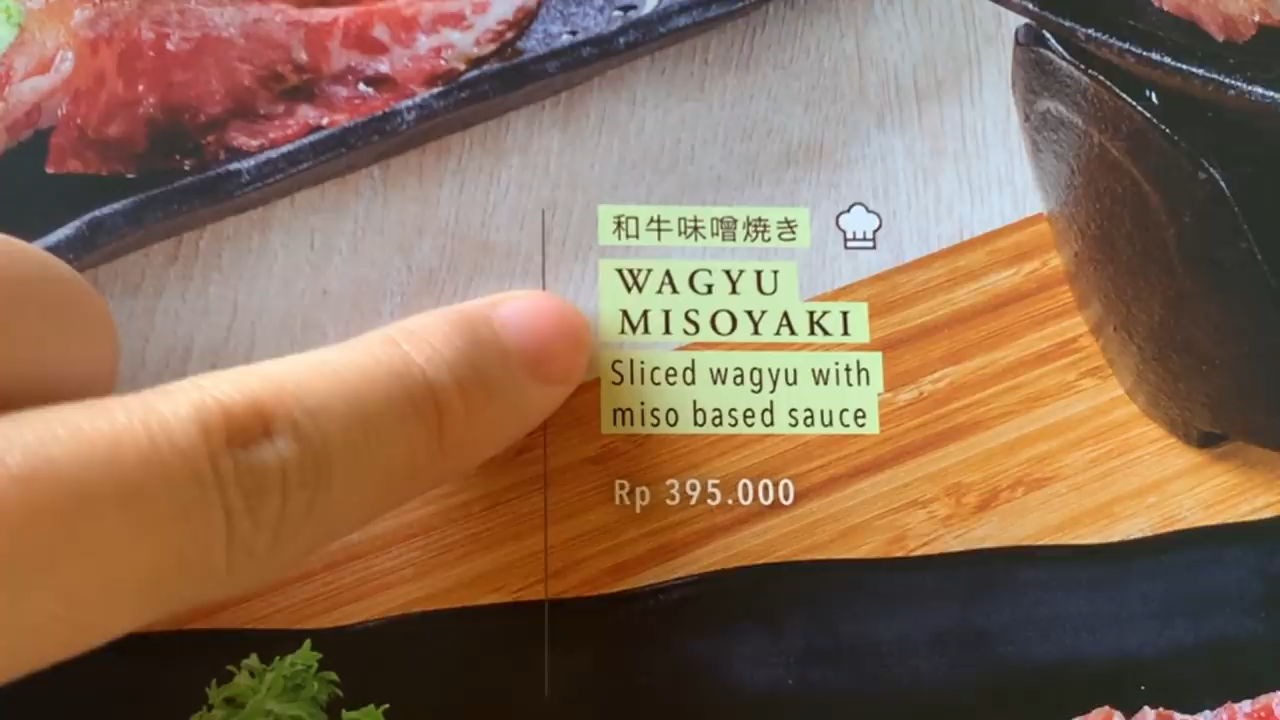 和牛味噌焼き
WAGYU
MISOYAKI
Sliced wagyu with
miso based sauce
Rp 395.000